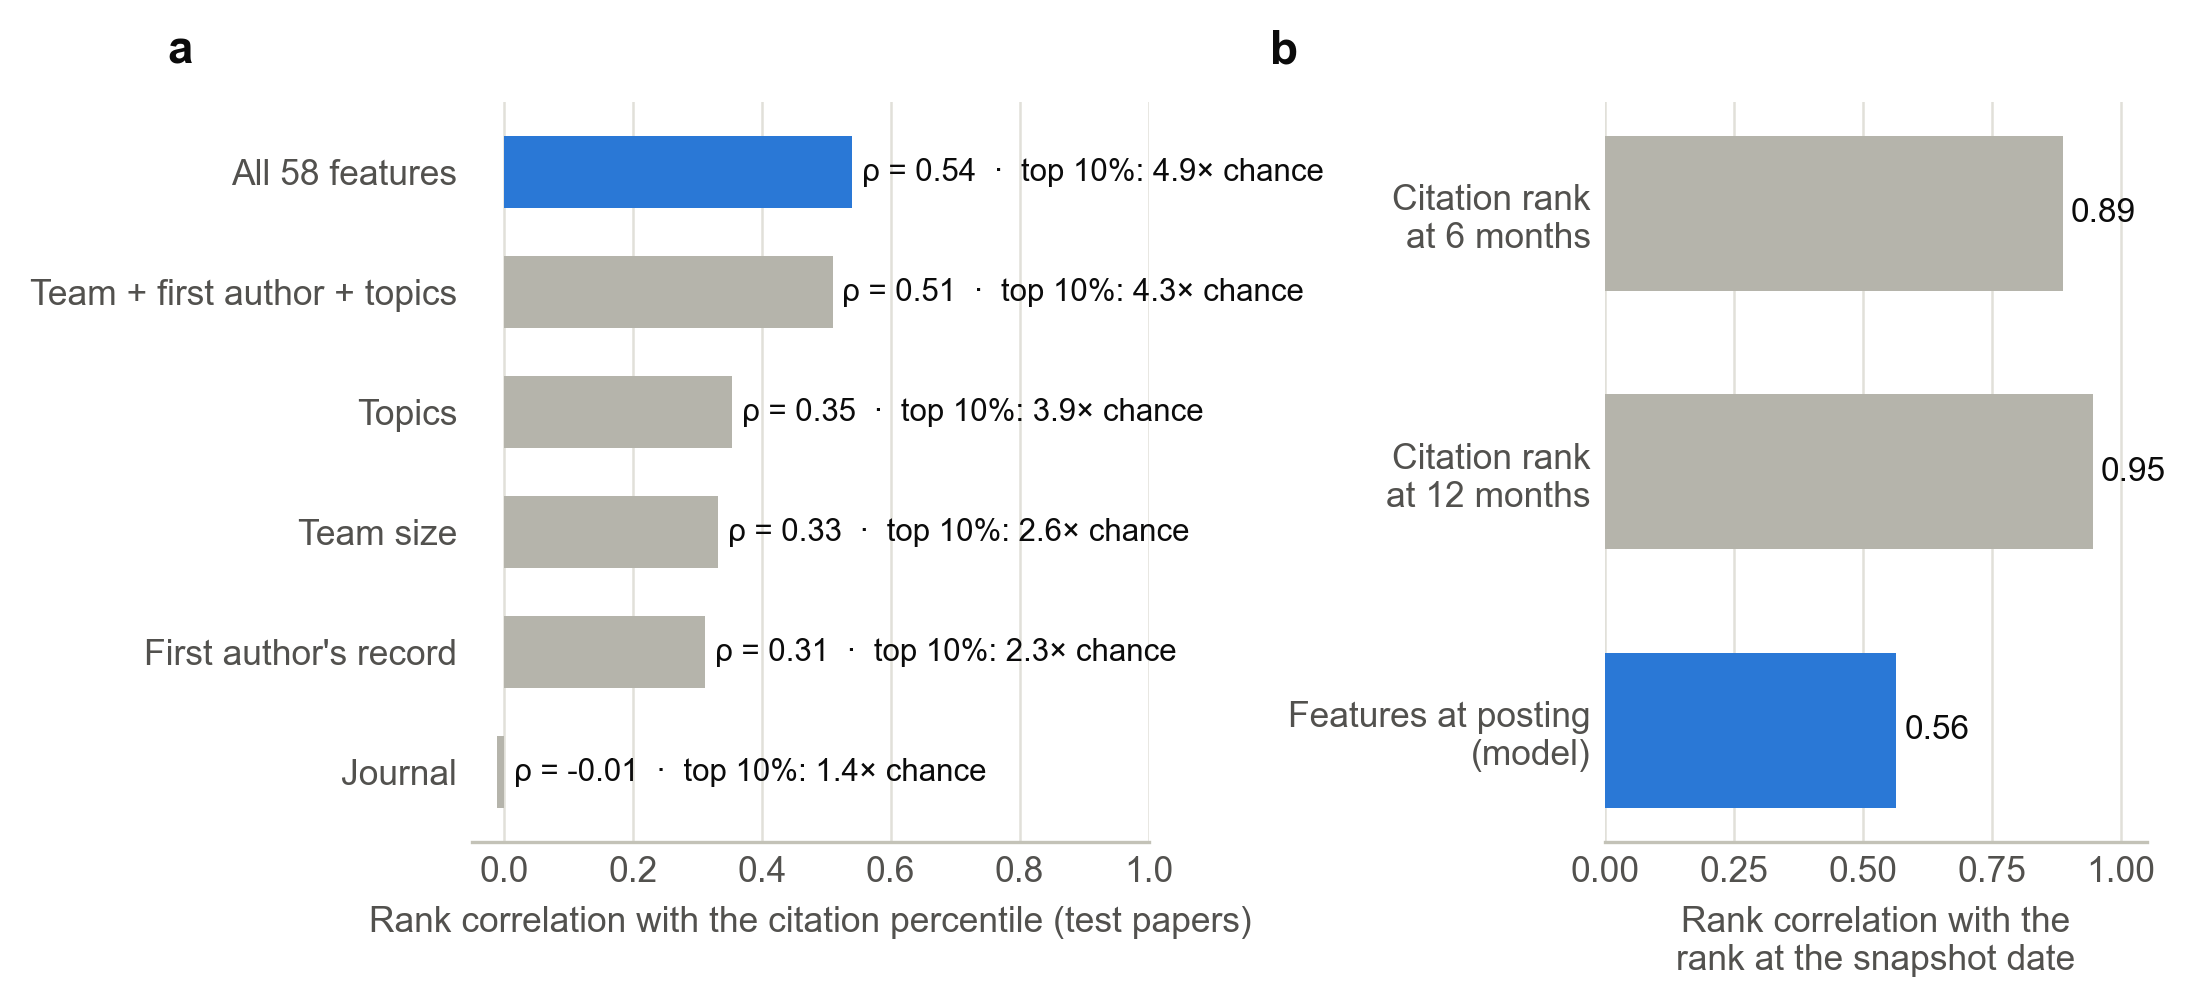 a
All 58 features
ρ = 0.54 · top 10%: 4.9× chance
Team + first author + topics
ρ = 0.51 · top 10%: 4.3× chance
Topics
ρ = 0.35 · top 10%: 3.9× chance
Team size
ρ = 0.33 · top 10%: 2.6× chance
First author's record
ρ = 0.31 · top 10%: 2.3× chance
Journal
ρ = -0.01 · top 10%: 1.4× chance
0.0 0.2 0.4 0.6 0.8 1.0
Rank correlation with the citation percentile (test papers)
b
Citation rank
at 6 months
0.89
Citation rank
at 12 months
0.95
Features at posting
(model)
0.56
0.00 0.25 0.50 0.75 1.00
Rank correlation with the
rank at the snapshot date